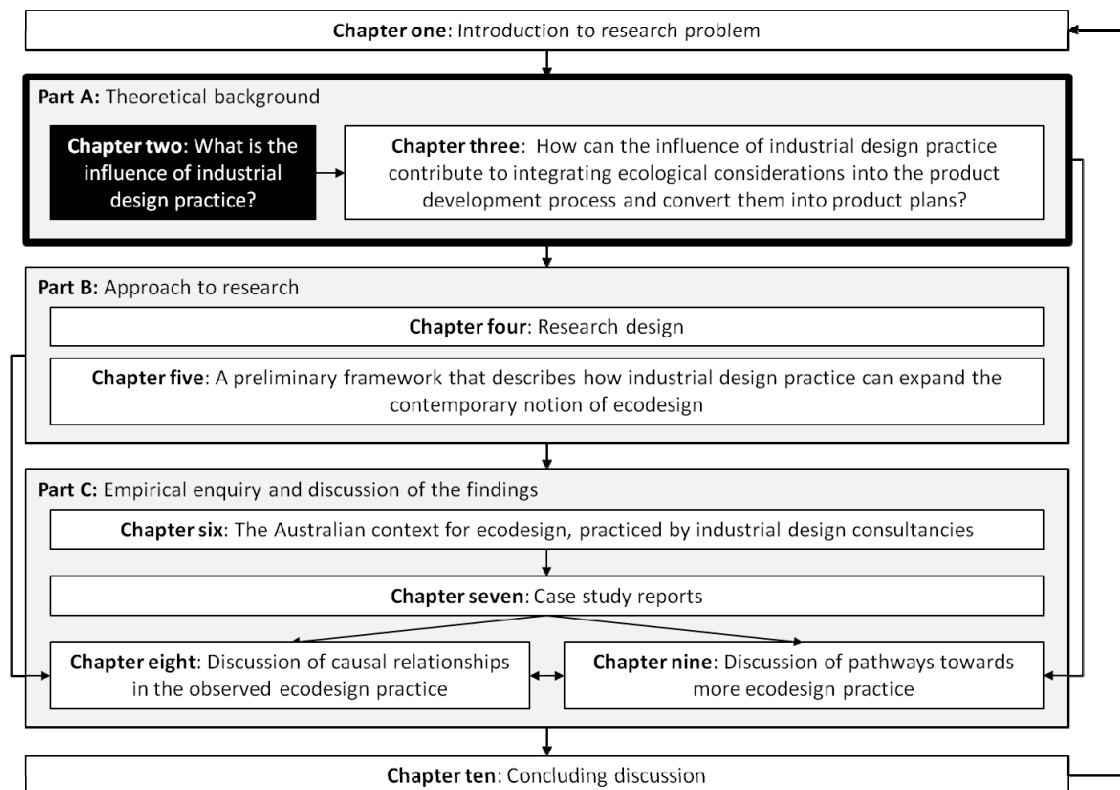 Chapter one: Introduction to research problem
Part A: Theoretical background
Chapter two: What is the
influence of industrial
design practice?
Chapter three: How can the influence of industrial design practice
contribute to integrating ecological considerations into the product
development process and convert them into product plans?
Part B: Approach to research
Chapter four: Research design
Chapter five: A preliminary framework that describes how industrial design practice can expand the
contemporary notion of ecodesign
Part C: Empirical enquiry and discussion of the findings
Chapter six: The Australian context for ecodesign, practiced by industrial design consultancies
Chapter seven: Case study reports
Chapter eight: Discussion of causal relationships
in the observed ecodesign practice
Chapter nine: Discussion of pathways towards
more ecodesign practice
Chapter ten: Concluding discussion